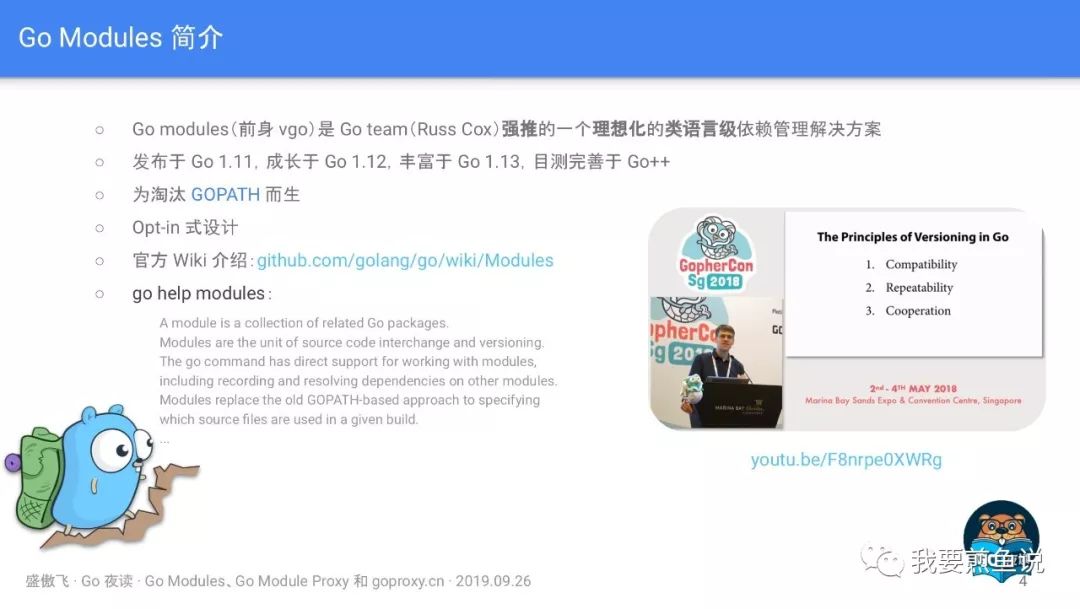 Go Modules 简介
○ Go modules（前身 vgo）是 Go team（Russ Cox）强推的一个理想化的类语言级依赖管理解决方案
○ 发布于 Go 1.11，成长于 Go 1.12，丰富于 Go 1.13，目测完善于 Go++
○ 为淘汰 GOPATH 而生
○ Opt-in 式设计
○ 官方 Wiki 介绍：github.com/golang/go/wiki/Modules
○ go help modules：
A module is a collection of related Go packages.
Modules are the unit of source code interchange and versioning.
The go command has direct support for working with modules,
including recording and resolving dependencies on other modules.
Modules replace the old GOPATH-based approach to specifying
which source files are used in a given build.
...
GopherCon
Sg 2018
The Principles of Versioning in Go
1. Compatibility
2. Repeatability
3. Cooperation
opherCo
g 201
MARINA BAY
2nd - 4TH MAY 2018
Marina Bay Sands Expo & Convention Centre, Singapore
youtu.be/F8nrpe0XWRg
我要煎鱼说
盛傲飞 · Go 夜读 · Go Modules、Go Module Proxy 和 goproxy.cn · 2019.09.26
4